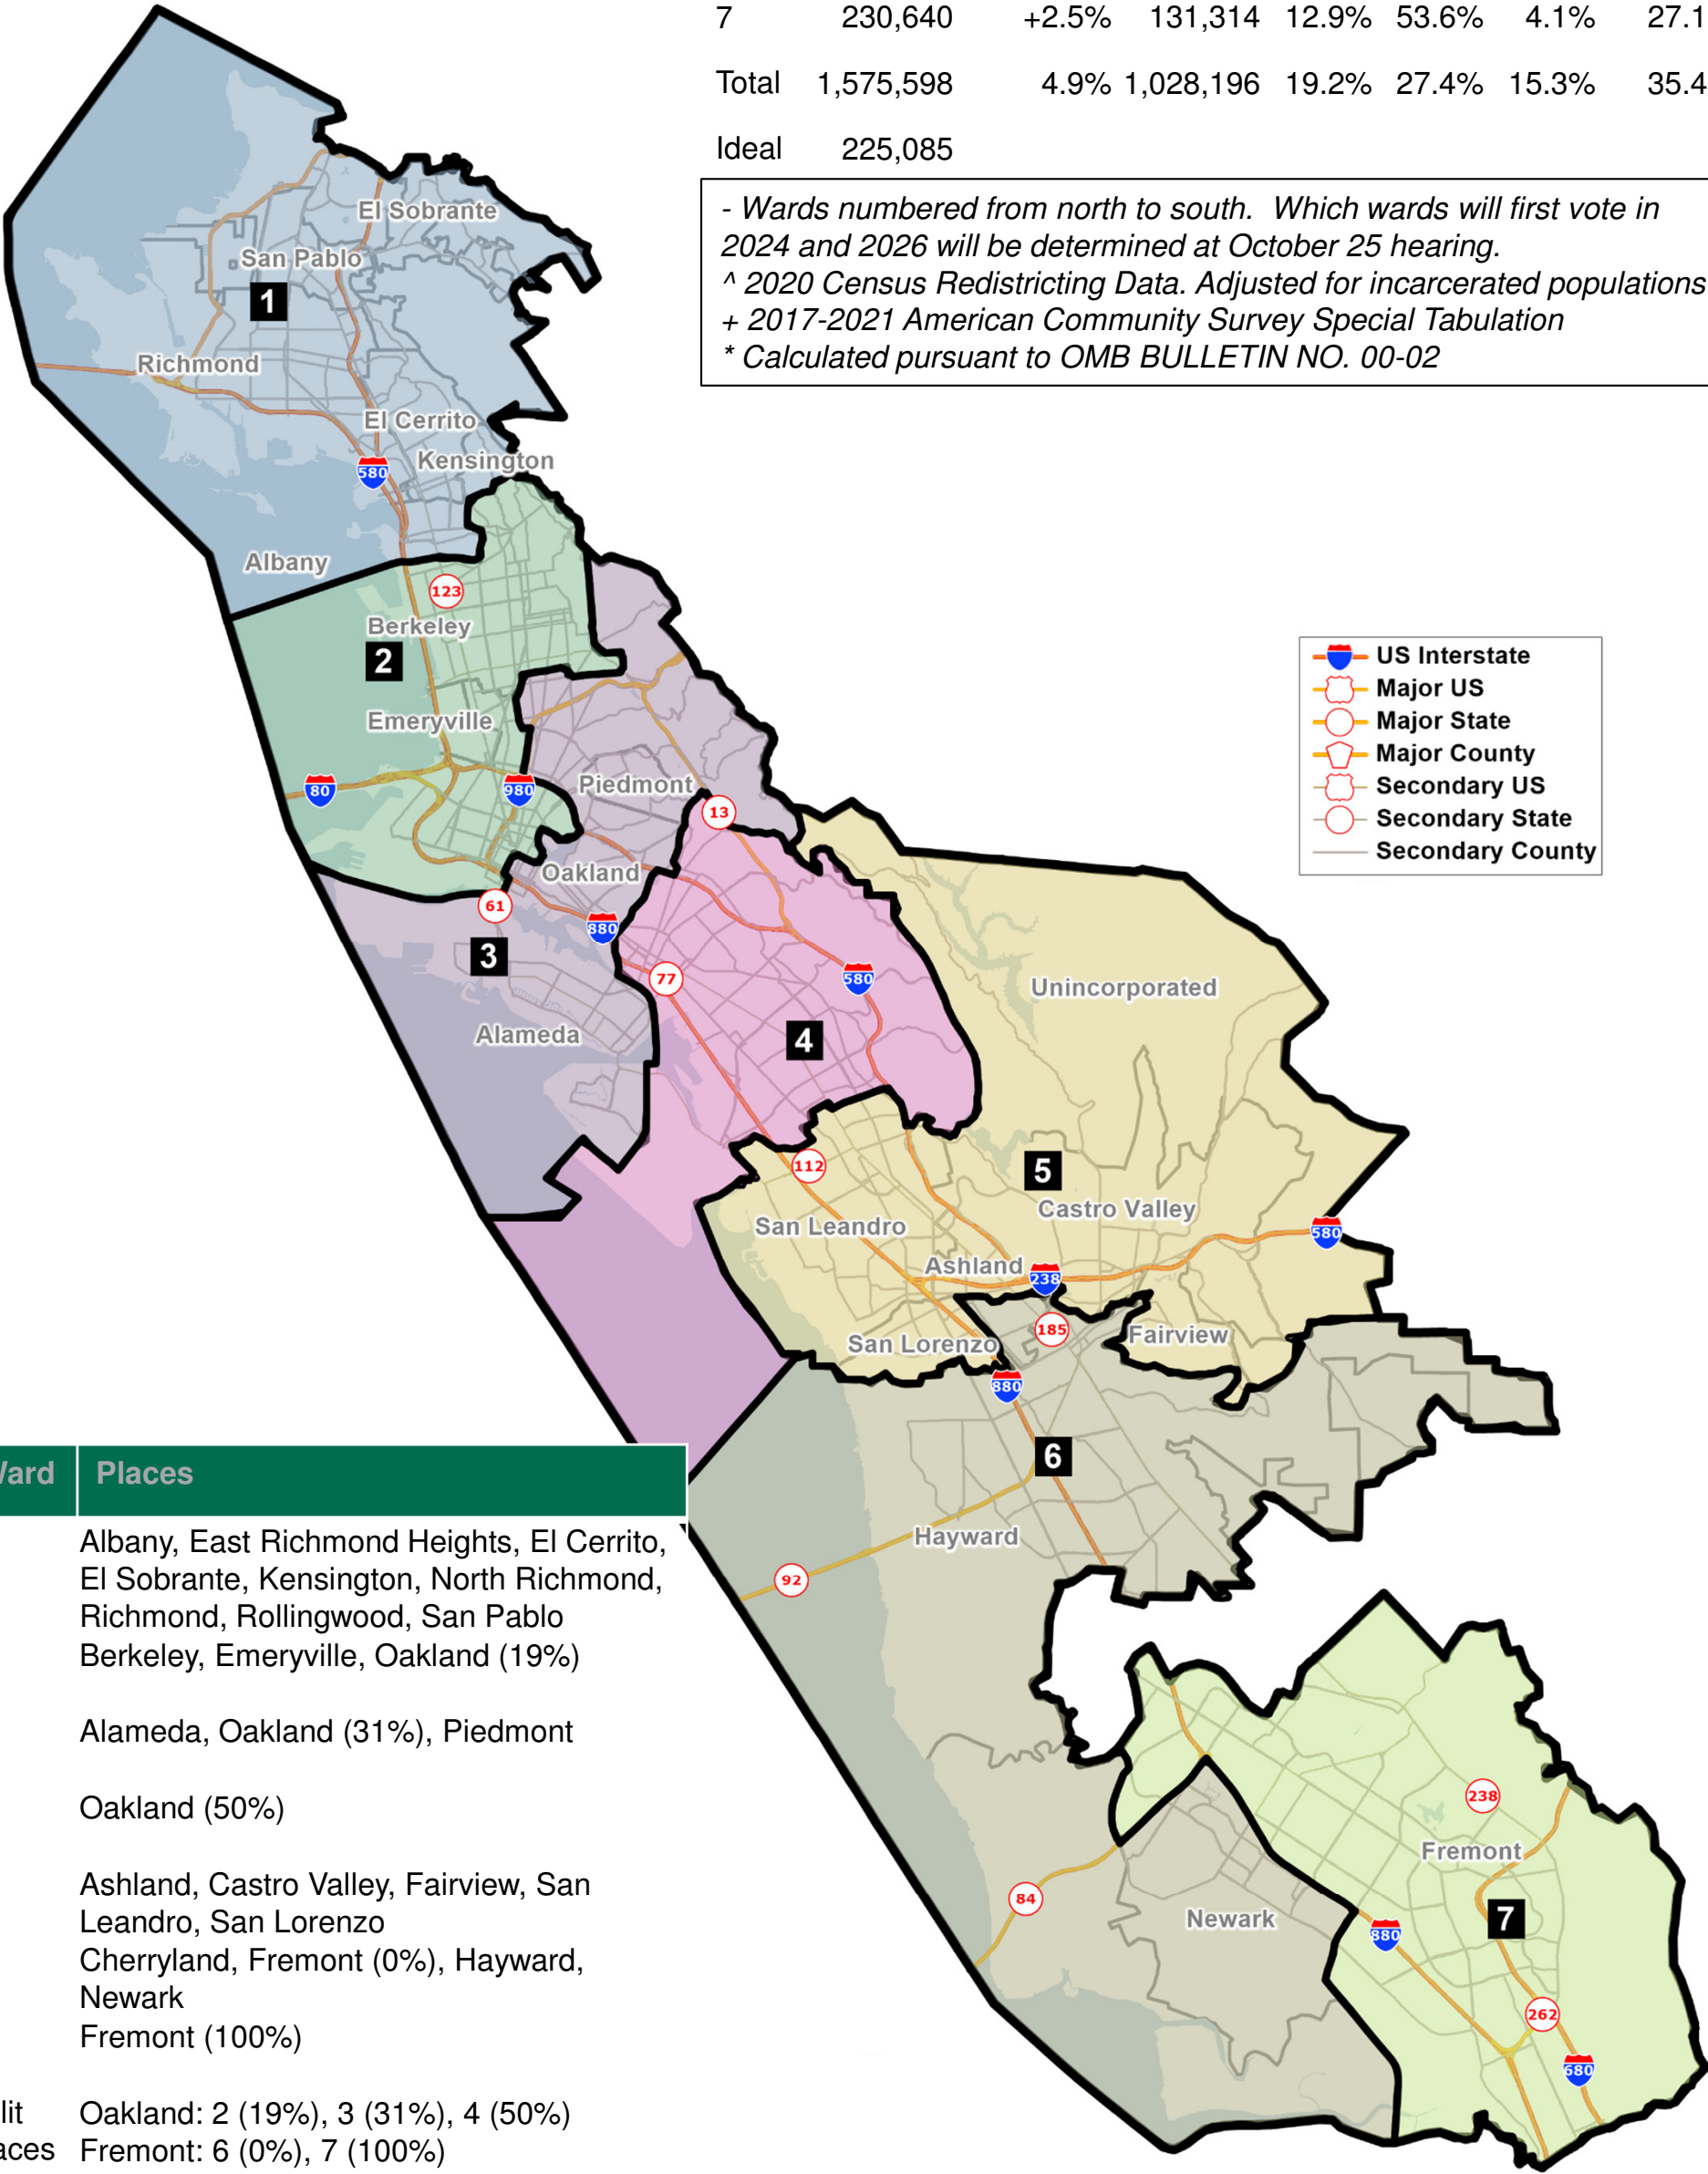 7 230,640 +2.5% 131,314 12.9% 53.6% 4.1% 27.1
Total 1,575,598 4.9% 1,028,196 19.2% 27.4% 15.3% 35.4
Ideal 225,085
- Wards numbered from north to south. Which wards will first vote in
2024 and 2026 will be determined at October 25 hearing.
^ 2020 Census Redistricting Data. Adjusted for incarcerated populations
+ 2017-2021 American Community Survey Special Tabulation
* Calculated pursuant to OMB BULLETIN NO. 00-02
El Sobrante
San Pablo
1
Richmond
El Cerrito
Kensington
580
Albany
123
Berkeley
2
Emeryville
80
980
Piedmont
13
Oakland
61
880
3
77
580
Alameda
4
Unincorporated
US Interstate
Major US
Major State
Major County
Secondary US
Secondary State
Secondary County
112
5
Castro Valley
San Leandro
580
Ashland
238
185
San Lorenzo
Fairview
880
6
Hayward
92
238
Fremont
84
Newark
7
880
262
680
Ward Places
Albany, East Richmond Heights, El Cerrito,
El Sobrante, Kensington, North Richmond,
Richmond, Rollingwood, San Pablo
Berkeley, Emeryville, Oakland (19%)
Alameda, Oakland (31%), Piedmont
Oakland (50%)
Ashland, Castro Valley, Fairview, San
Leandro, San Lorenzo
Cherryland, Fremont (0%), Hayward,
Newark
Fremont (100%)
lit Oakland: 2 (19%), 3 (31%), 4 (50%)
aces Fremont: 6 (0%), 7 (100%)